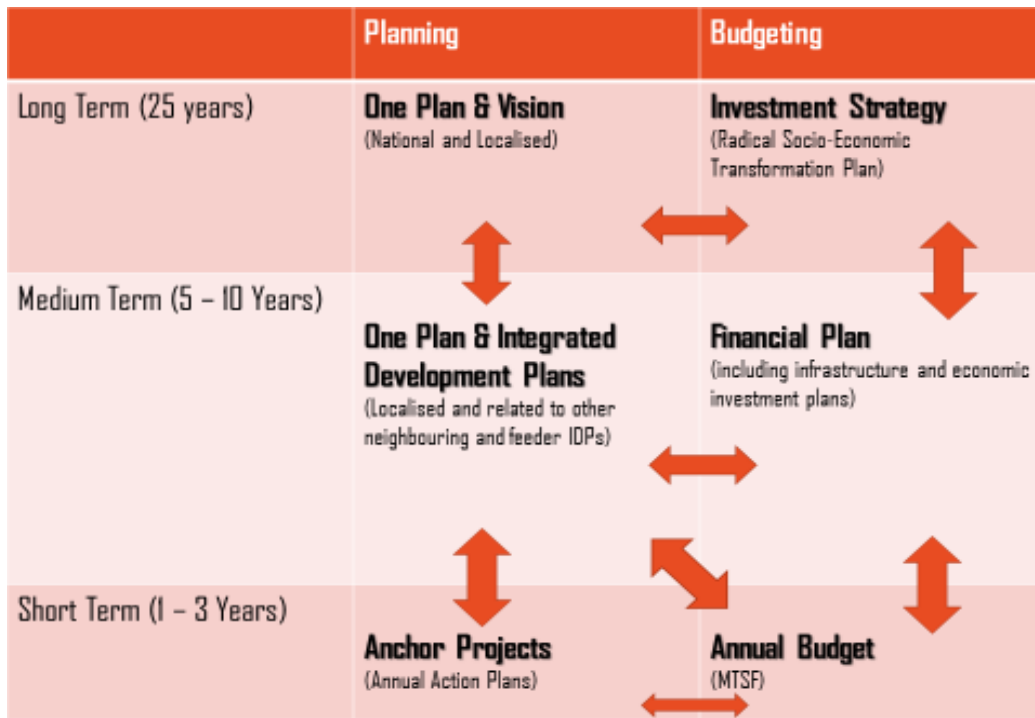 Planning
Budgeting
Long Term (25 years)
One Plan & Vision
(National and Localised)
Investment Strategy
(Radical Socio-Economic
Transformation Plan)
Medium Term (5 – 10 Years)
One Plan & Integrated
Development Plans
(Localised and related to other
neighbouring and feeder IDPs)
Financial Plan
(including infrastructure and economic
investment plans)
Short Term (1 – 3 Years)
Anchor Projects
(Annual Action Plans)
Annual Budget
(MTSF)